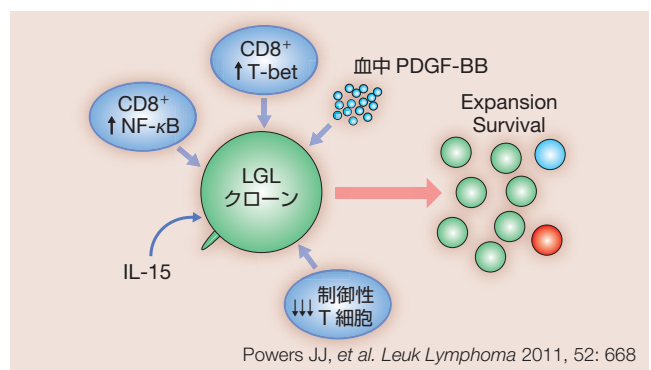 CD8⁺
↑T-bet
血中 PDGF-BB
CD8⁺
↑NF-κB
Expansion
Survival
LGL
クローン
IL-15
↓↓↓制御性
T 細胞
Powers JJ, et al. Leuk Lymphoma 2011, 52: 668